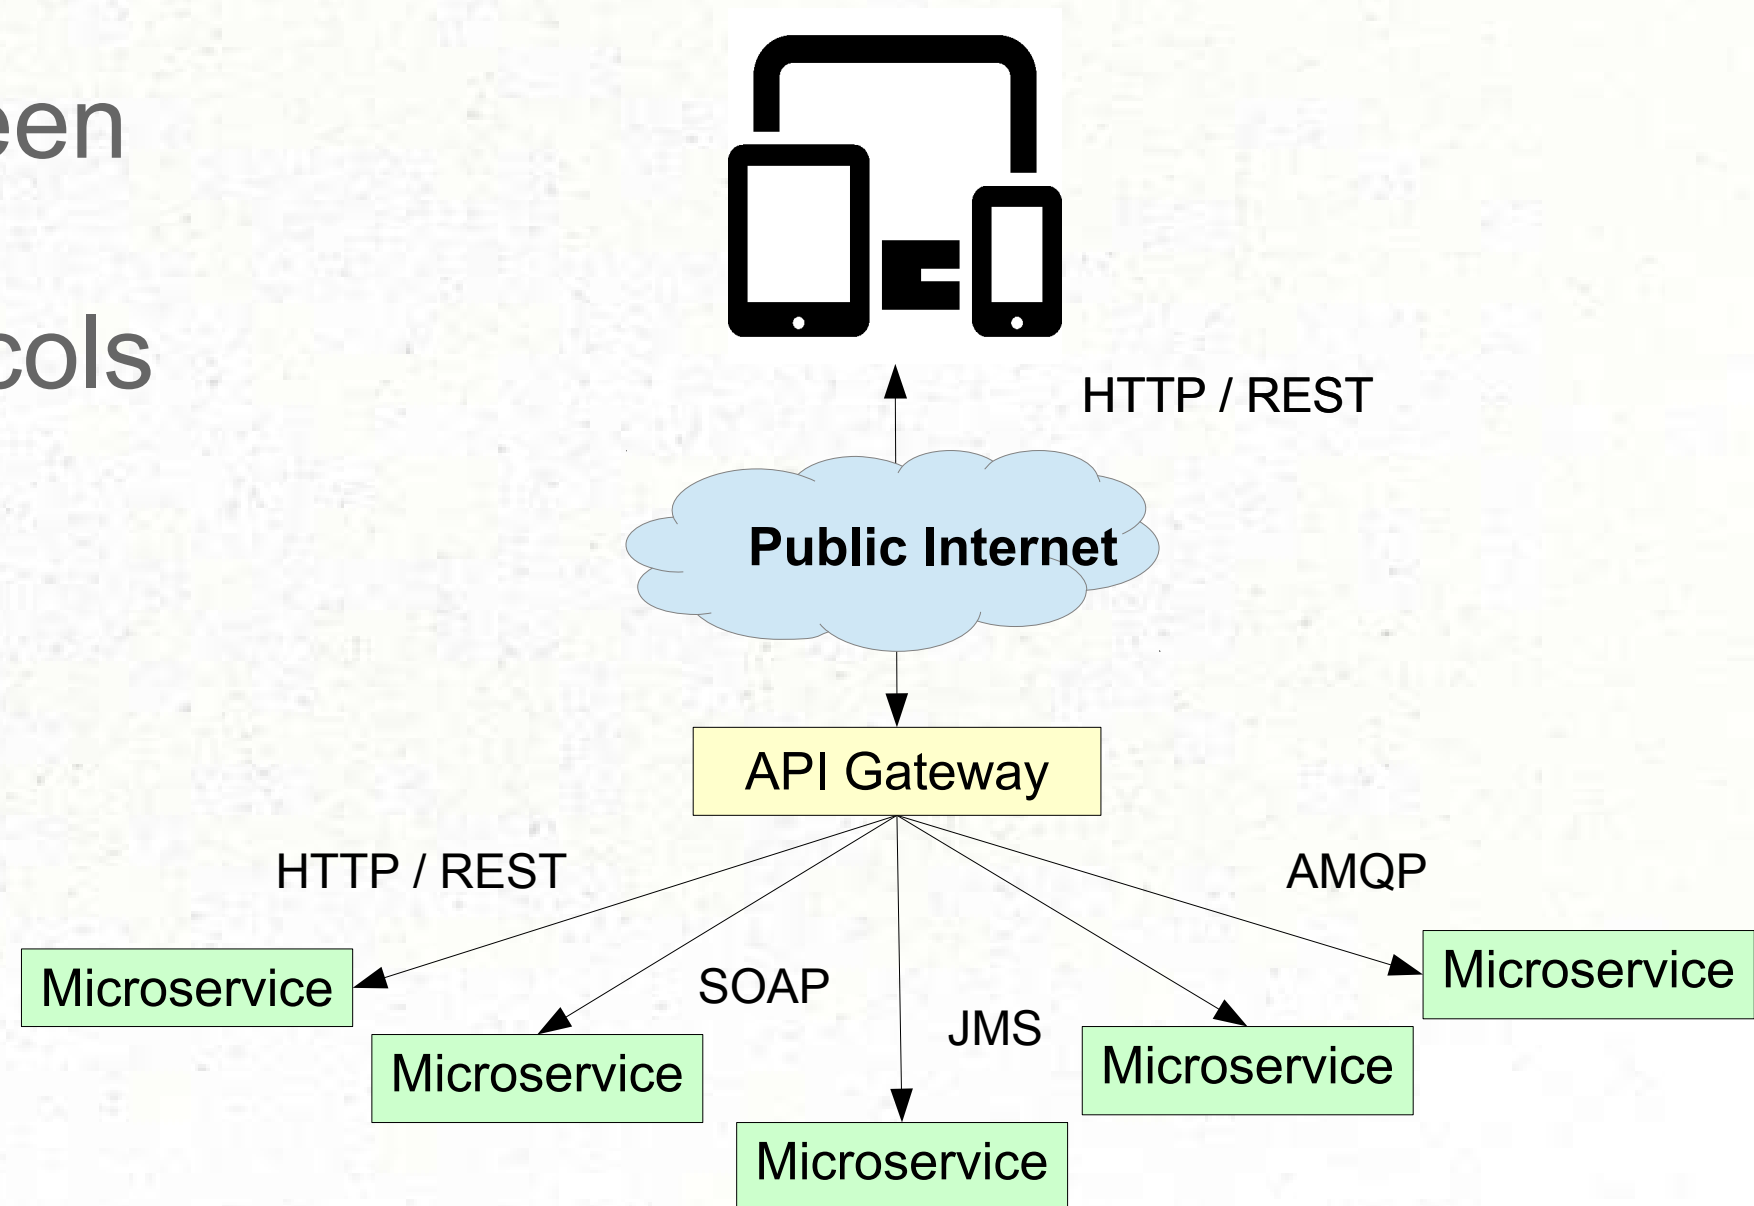 een
cols
HTTP / REST
Public Internet
API Gateway
HTTP / REST
AMQP
SOAP
JMS
Microservice
Microservice
Microservice
Microservice
Microservice